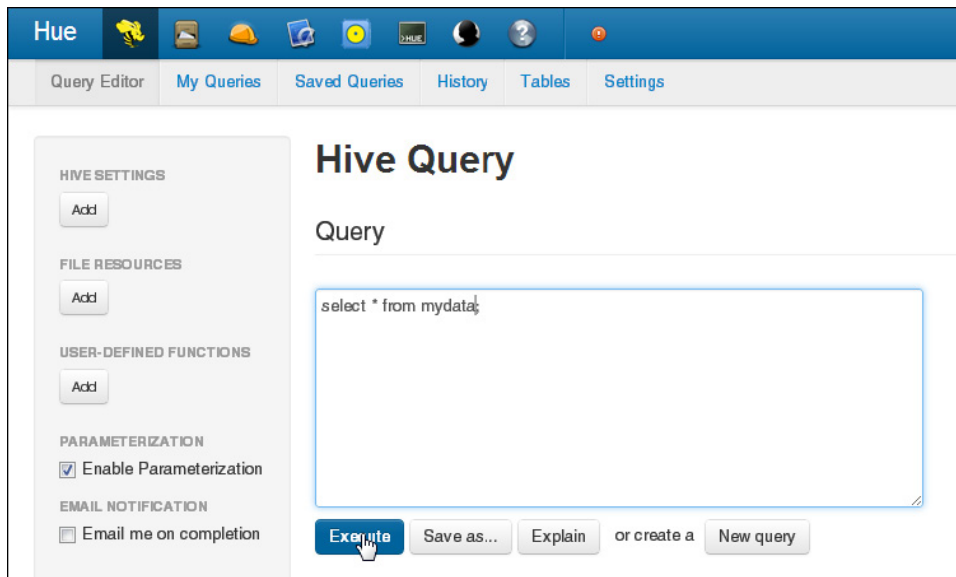 Hue >HUE ?
Query Editor My Queries Saved Queries History Tables Settings
HIVE SETTINGS
Add
FILE RESOURCES
Add
USER-DEFINED FUNCTIONS
Add
PARAMETERIZATION
Enable Parameterization
EMAIL NOTIFICATION
Email me on completion
Hive Query
Query
select * from mydata;
Execute Save as... Explain or create a New query